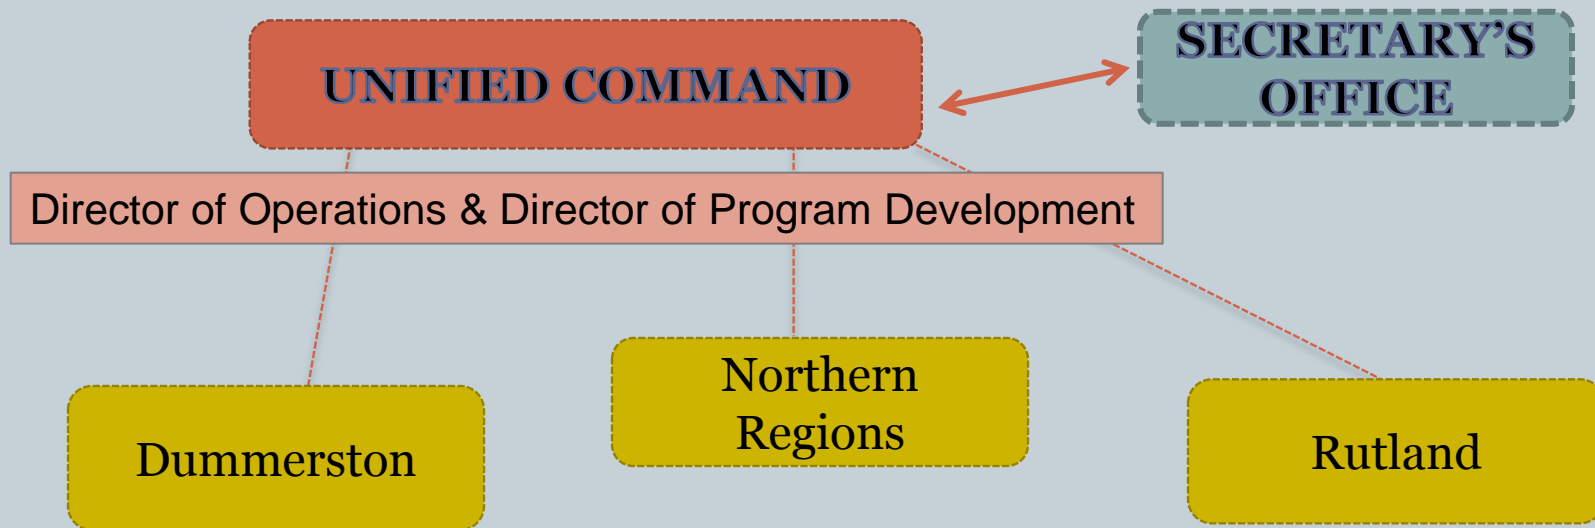 UNIFIED COMMAND
SECRETARY’S
OFFICE
Director of Operations & Director of Program Development
Dummerston
Northern
Regions
Rutland